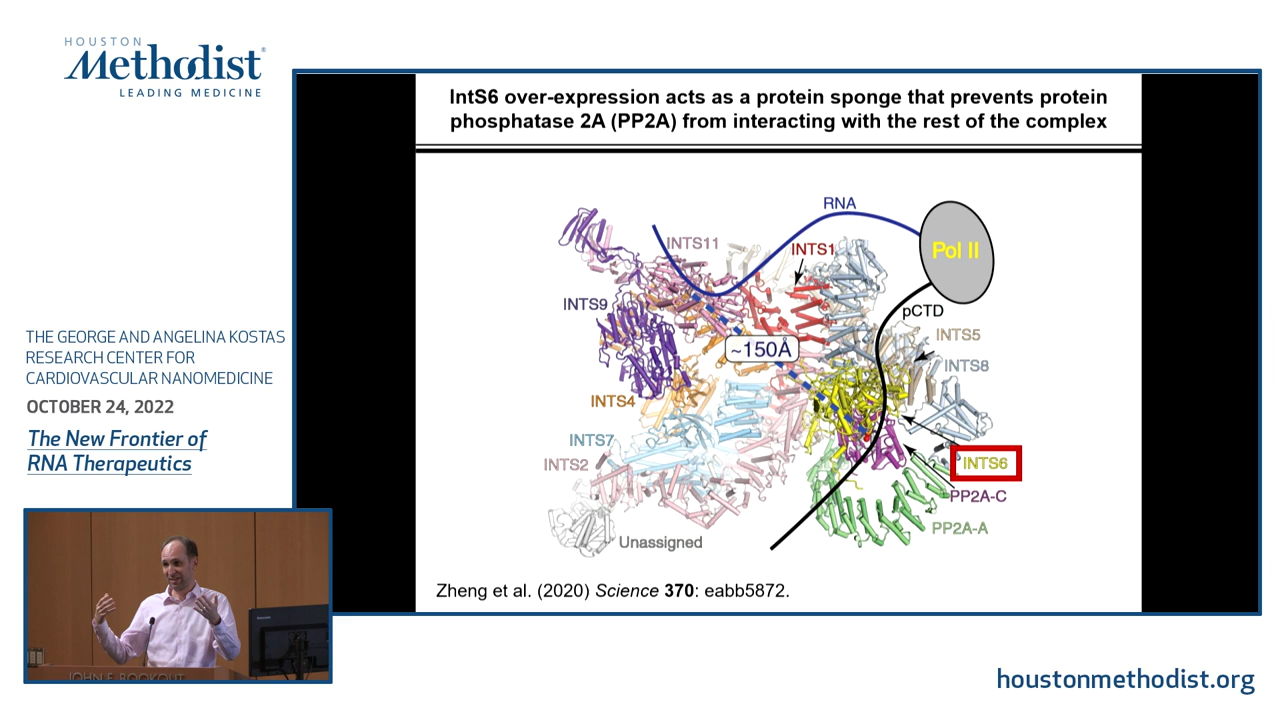 HOUSTON
Methodist®
LEADING MEDICINE
THE GEORGE AND ANGELINA KOSTAS
RESEARCH CENTER FOR
CARDIOVASCULAR NANOMEDICINE
OCTOBER 24, 2022
The New Frontier of
RNA Therapeutics
IntS6 over-expression acts as a protein sponge that prevents protein
phosphatase 2A (PP2A) from interacting with the rest of the complex
RNA
INTS11
INTS1
Pol II
INTS9
pCTD
INTS5
~150Å
INTS8
INTS4
INTS7
INTS2
INTS6
PP2A-C
PP2A-A
Unassigned
Zheng et al. (2020) Science 370: eabb5872.
JOHN F. BOOKOUT
houstonmethodist.org